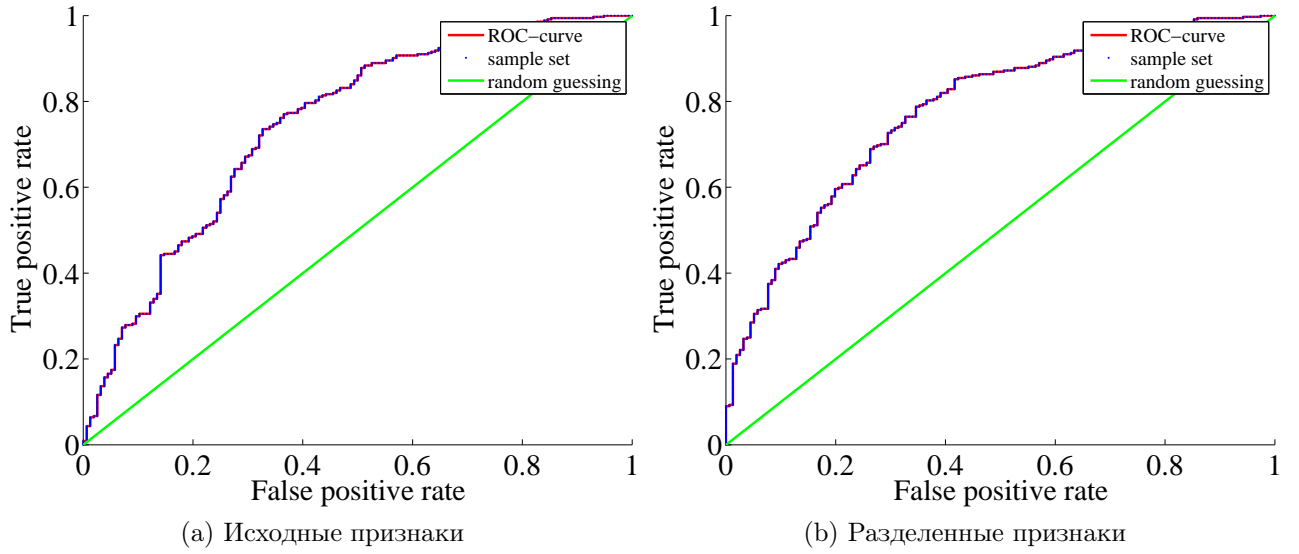 1
0.8
0.6
0.4
0.2
0
True positive rate
0
0.2
0.4
0.6
0.8
1
False positive rate
ROC–curve
sample set
random guessing
(a) Исходные признаки
1
0.8
0.6
0.4
0.2
0
True positive rate
0
0.2
0.4
0.6
0.8
1
False positive rate
ROC–curve
sample set
random guessing
(b) Разделенные признаки